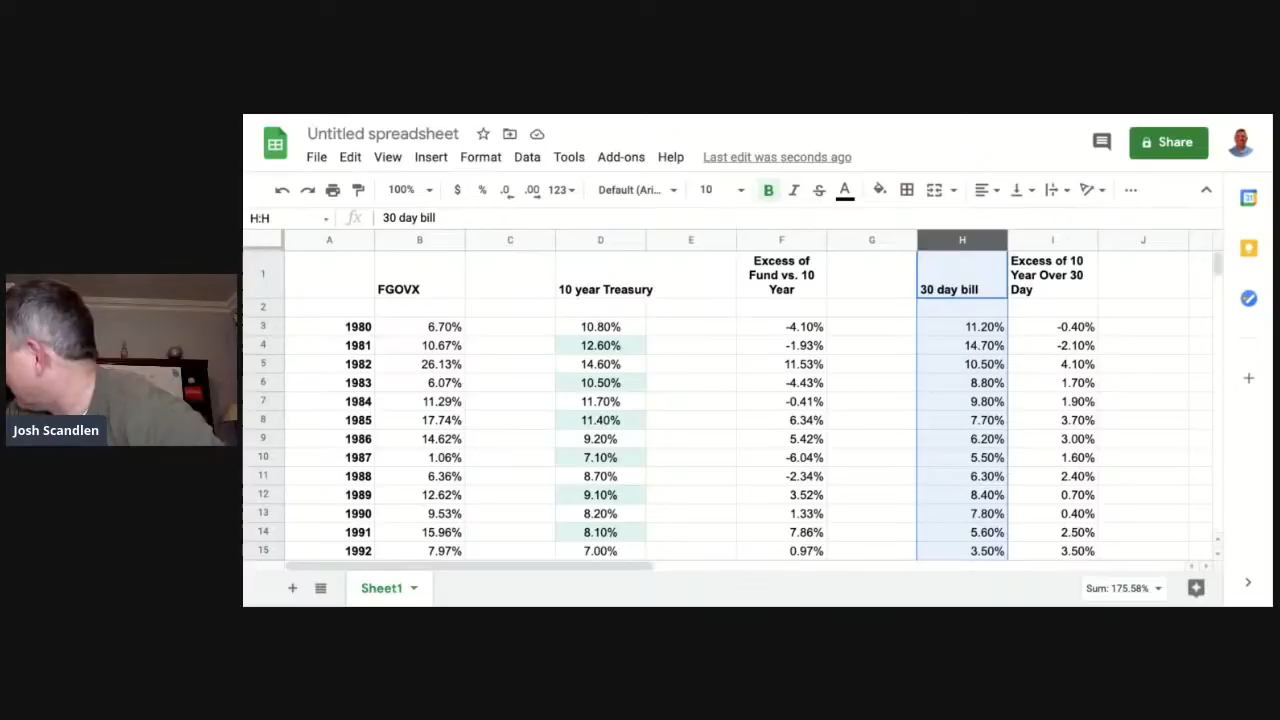 Untitled spreadsheet
File Edit View Insert Format Data Tools Add-ons Help Last edit was seconds ago
Share
100% $ % .0 .00 123 Default (Ari... 10 B I S A ...
H:H fx 30 day bill
A B C D E F G H I J
1 FGOVX 10 year Treasury Excess of Fund vs. 10 Year 30 day bill Excess of 10 Year Over 30 Day
2
3 1980 6.70% 10.80% -4.10% 11.20% -0.40%
4 1981 10.67% 12.60% -1.93% 14.70% -2.10%
5 1982 26.13% 14.60% 11.53% 10.50% 4.10%
6 1983 6.07% 10.50% -4.43% 8.80% 1.70%
7 1984 11.29% 11.70% -0.41% 9.80% 1.90%
8 1985 17.74% 11.40% 6.34% 7.70% 3.70%
9 1986 14.62% 9.20% 5.42% 6.20% 3.00%
10 1987 1.06% 7.10% -6.04% 5.50% 1.60%
11 1988 6.36% 8.70% -2.34% 6.30% 2.40%
12 1989 12.62% 9.10% 3.52% 8.40% 0.70%
13 1990 9.53% 8.20% 1.33% 7.80% 0.40%
14 1991 15.96% 8.10% 7.86% 5.60% 2.50%
15 1992 7.97% 7.00% 0.97% 3.50% 3.50%
Sheet1
Sum: 175.58%
Josh Scandlen
31